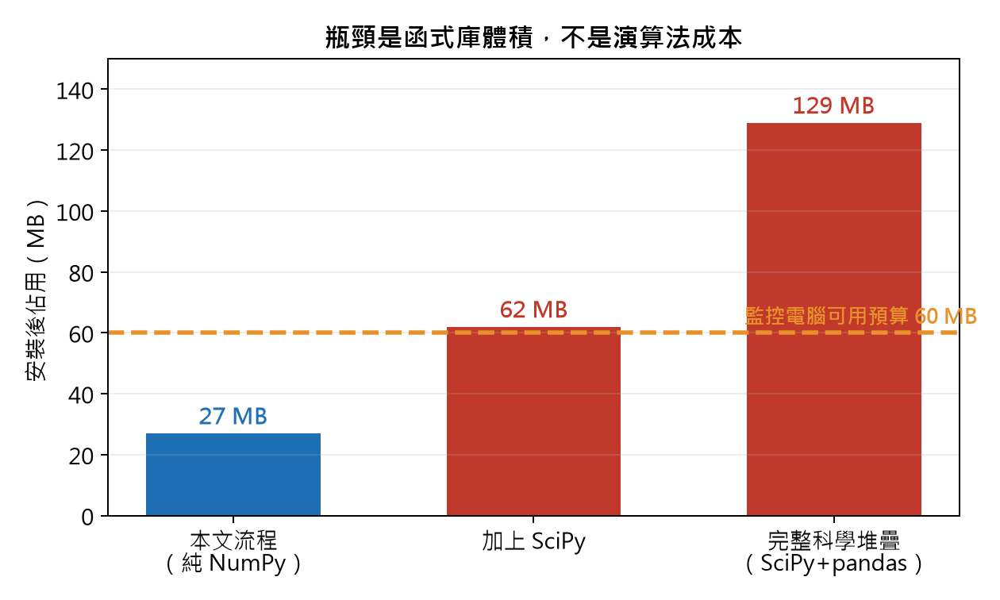 瓶頸是函式庫體積，不是演算法成本
安裝後佔用（MB）
140
120
100
80
60
40
20
0
129 MB
62 MB
27 MB
監控電腦可用預算 60 MB
本文流程
（純 NumPy）
加上 SciPy
完整科學堆疊
（SciPy+pandas）